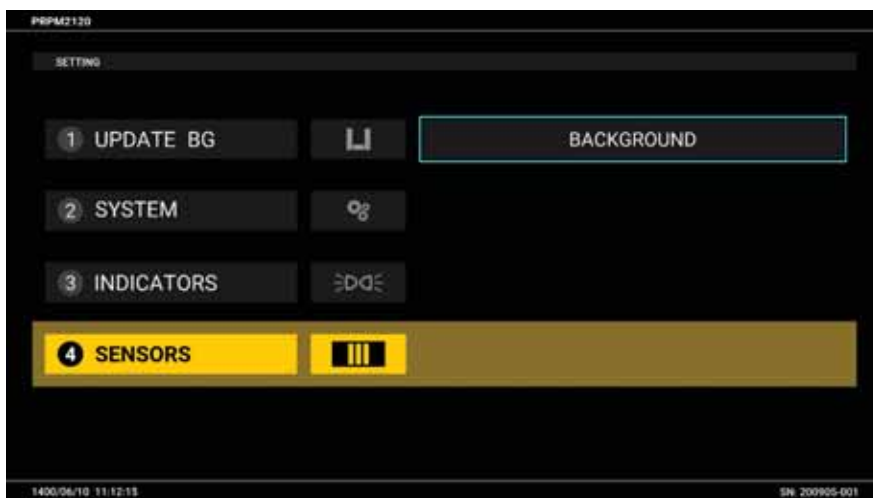 PRPM2120
SETTING
1 UPDATE BG BACKGROUND
2 SYSTEM
3 INDICATORS
4 SENSORS
1400/06/10 11:12:15 SN: 200905-001